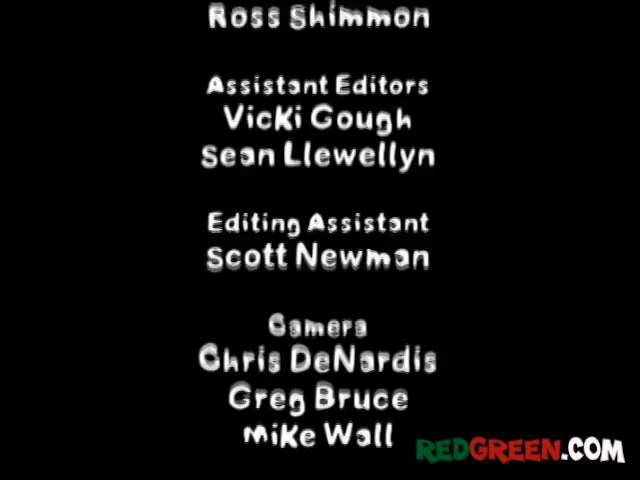 Ross Shimmon
Assistant Editors
Vicki Gough
Sean Llewellyn
Editing Assistant
Scott Newman
Camera
Chris DeNardis
Greg Bruce
Mike Wall
REDGREEN.COM